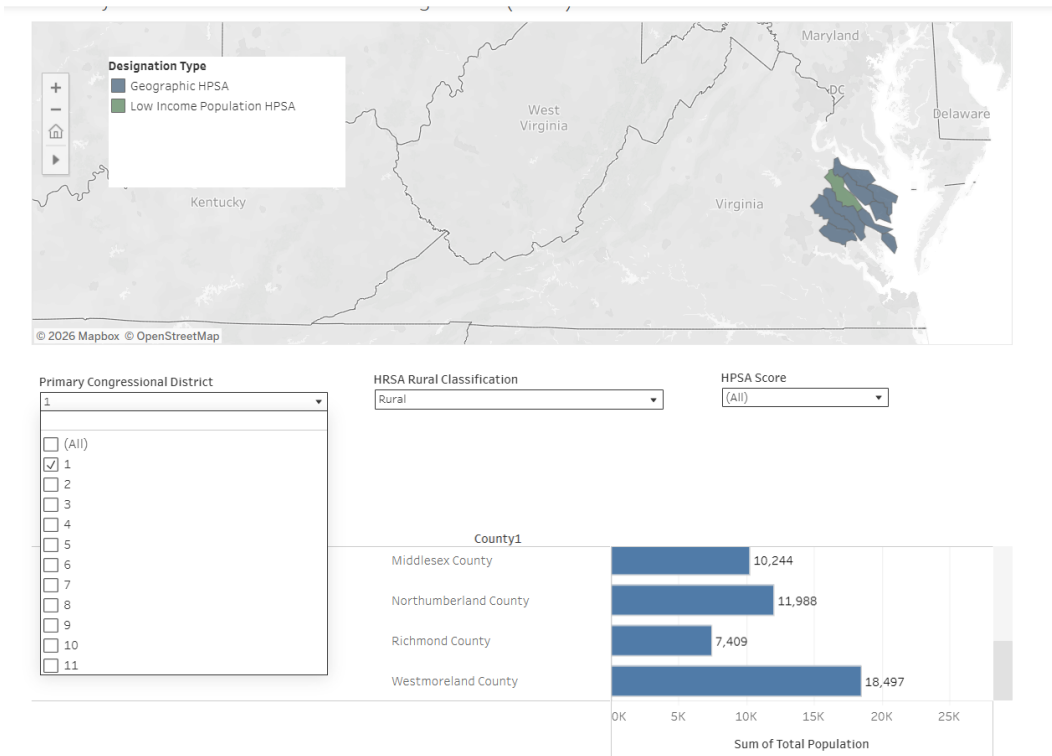 Maryland
Designation Type
Geographic HPSA
Low Income Population HPSA
DC
West
Virginia
Delaware
Kentucky
Virginia
© 2026 Mapbox © OpenStreetMap
Primary Congressional District
HRSA Rural Classification
HPSA Score
1
Rural
(All)
(All)
1
2
3
4
5
6
7
8
9
10
11
County1
Middlesex County
10,244
Northumberland County
11,988
Richmond County
7,409
Westmoreland County
18,497
0K 5K 10K 15K 20K 25K
Sum of Total Population